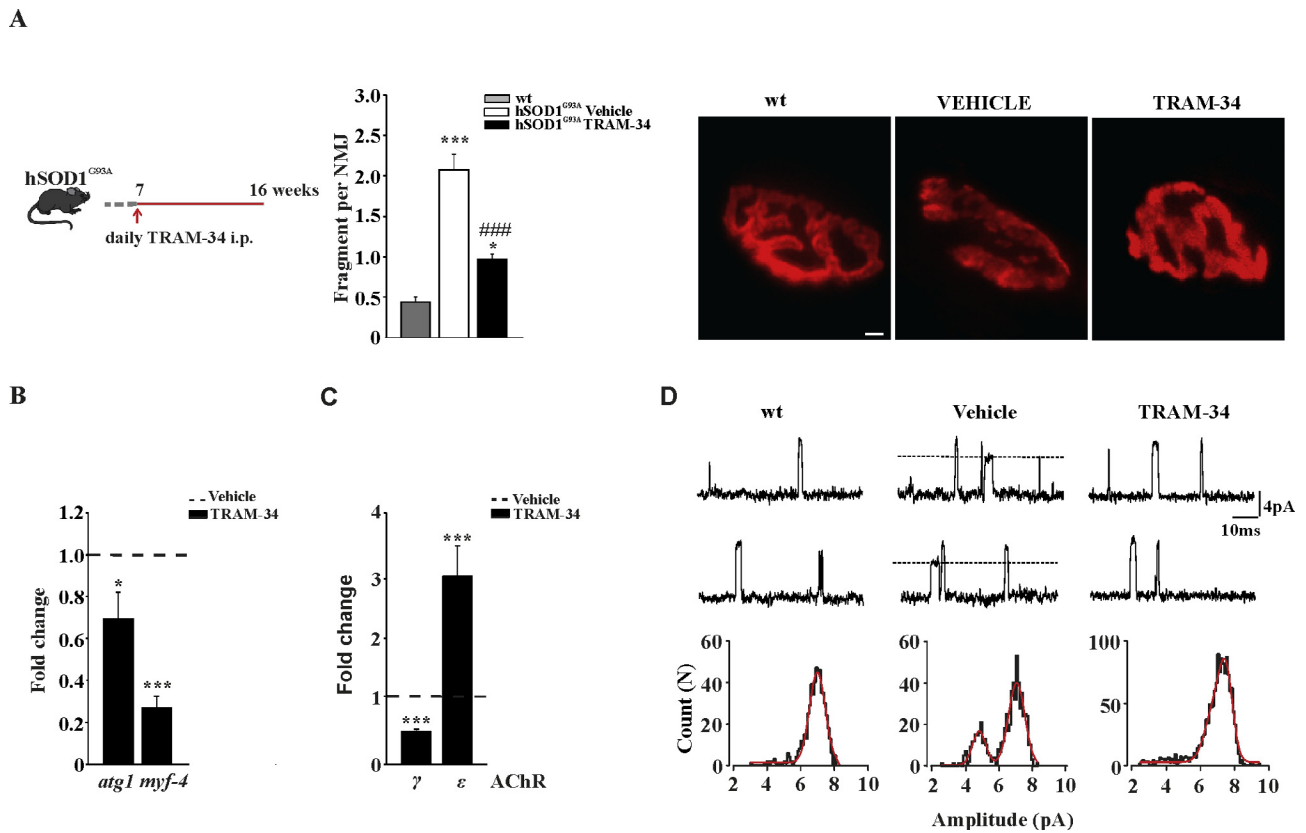 A
wt
hSOD1G93A Vehicle
hSOD1G93A TRAM-34
hSOD1G93A
7
16 weeks
daily TRAM-34 i.p.
Fragment per NMJ
3.0
2.5
2.0
1.5
1.0
0.5
0
***
###
*
wt
VEHICLE
TRAM-34
B
Vehicle
TRAM-34
Fold change
1.2
1.0
0.8
0.6
0.4
0.2
0
*
***
atg1 myf-4
C
Vehicle
TRAM-34
Fold change
4
3
2
1
0
***
***
γ ε AChR
D
wt
Vehicle
TRAM-34
4pA
10ms
Count (N)
60
40
20
0
2 4 6 8 10
60
40
20
0
2 4 6 8 10
100
50
0
2 4 6 8 10
Amplitude (pA)